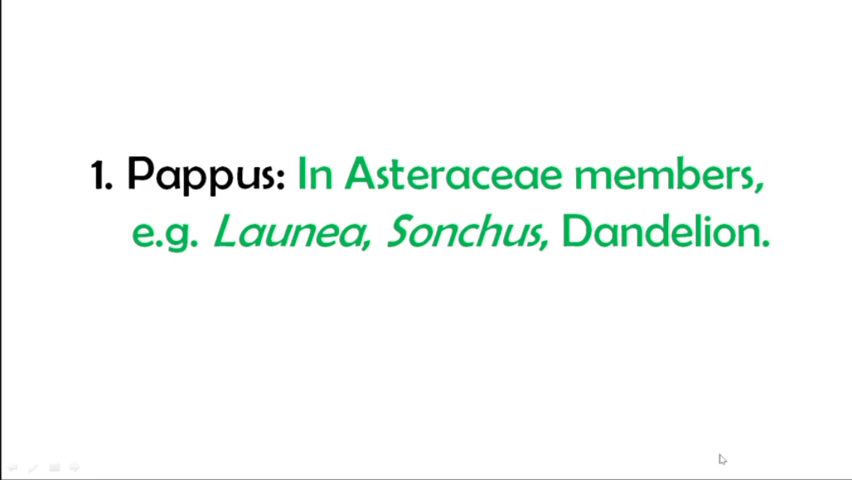 1. Pappus: In Asteraceae members,
e.g. Launea, Sonchus, Dandelion.